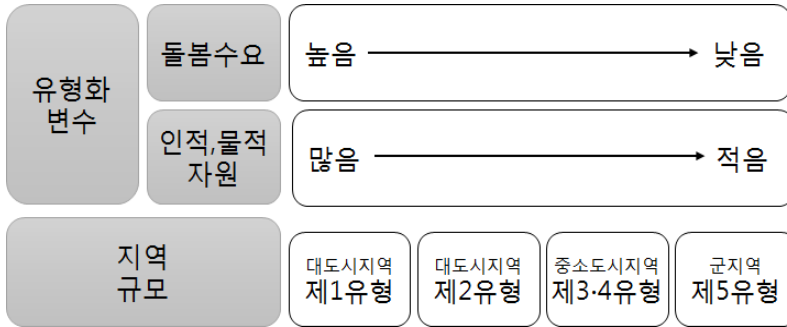 유형화
변수
돌봄수요
높음 낮음
인적,물적
자원
많음 적음
지역
규모
대도시지역
제1유형
대도시지역
제2유형
중소도시지역
제3·4유형
군지역
제5유형